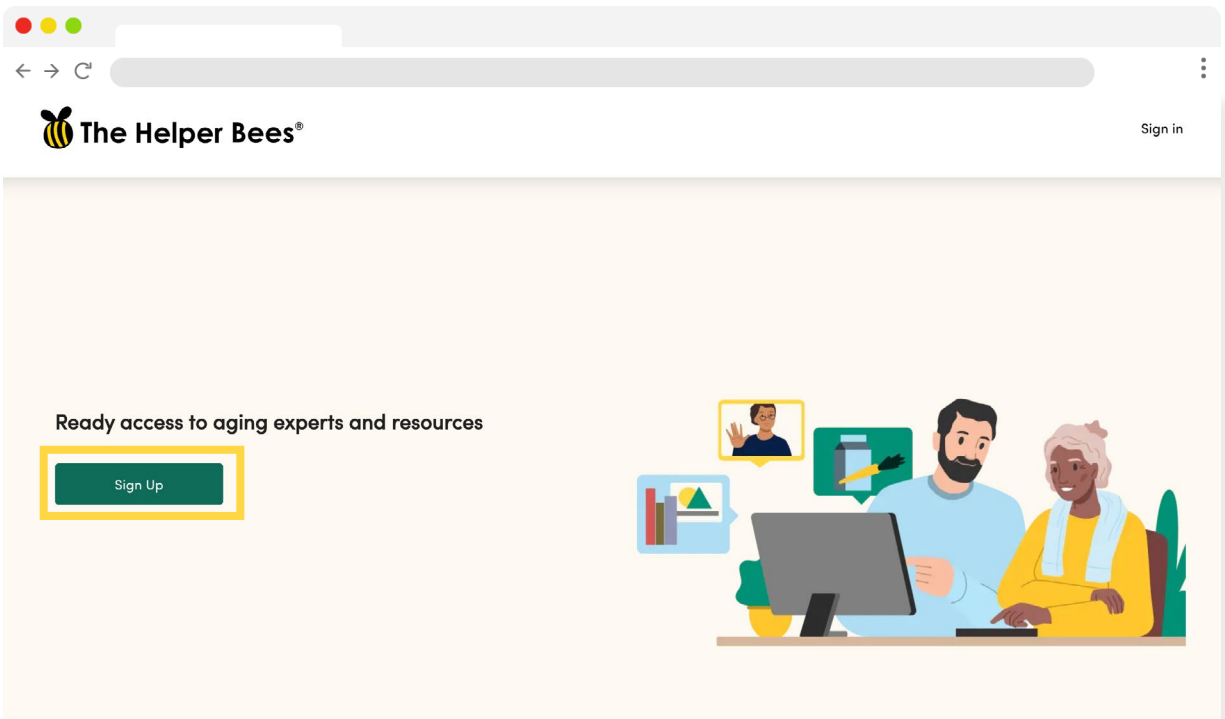 The Helper Bees®
Sign in
Ready access to aging experts and resources
Sign Up